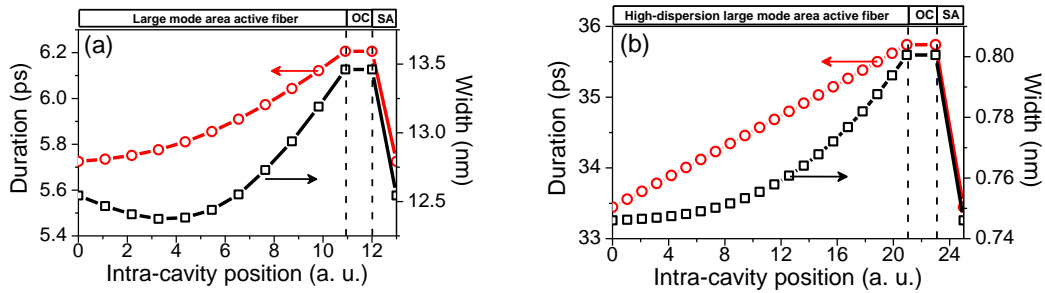 Large mode area active fiber OC SA
(a)
Duration (ps)
6.2
6.0
5.8
5.6
5.4
13.5
13.0
12.5
Width (nm)
0 2 4 6 8 10 12
Intra-cavity position (a. u.)
High-dispersion large mode area active fiber OC SA
(b)
Duration (ps)
36
35
34
33
0.80
0.78
0.76
0.74
Width (nm)
0 4 8 12 16 20 24
Intra-cavity position (a. u.)